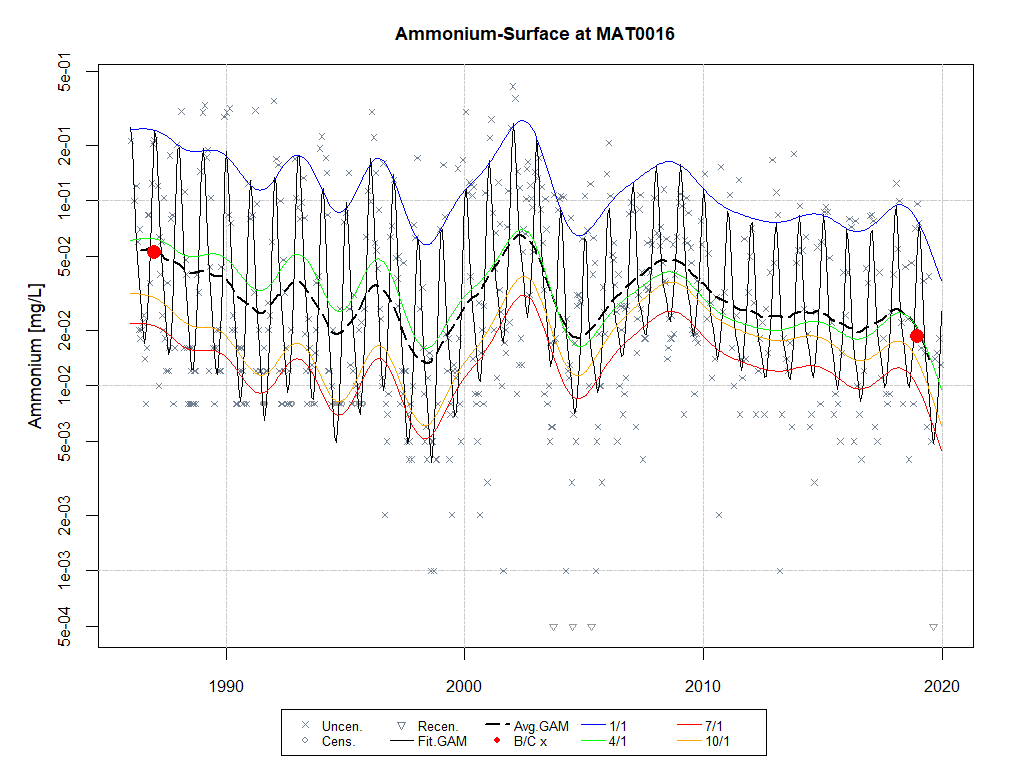 Ammonium-Surface at MAT0016
Ammonium [mg/L]
5e-01
2e-01
1e-01
5e-02
2e-02
1e-02
5e-03
2e-03
1e-03
5e-04
1990 2000 2010 2020
Uncen. Recen. Avg.GAM 1/1 7/1
Cens. Fit.GAM B/C x 4/1 10/1